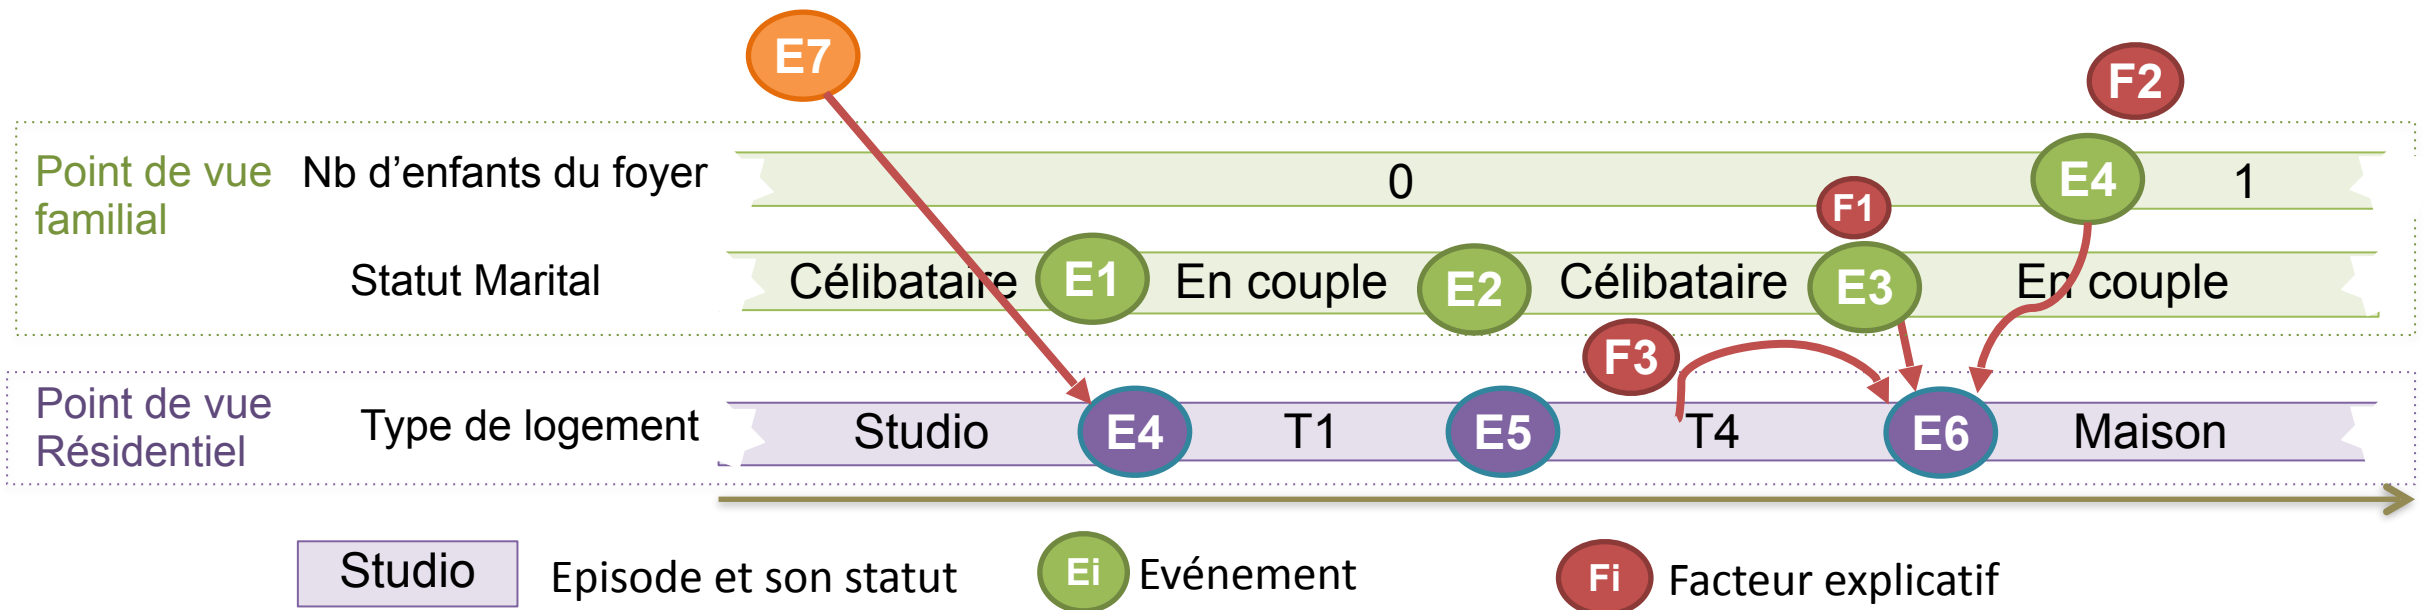 E7
F2
Point de vue
familial
Nb d'enfants du foyer
0
E4
1
F1
Statut Marital
Célibataire
E1
En couple
E2
Célibataire
E3
En couple
F3
Point de vue
Résidentiel
Type de logement
Studio
E4
T1
E5
T4
E6
Maison
Studio
Episode et son statut
Ei
Evénement
Fi
Facteur explicatif